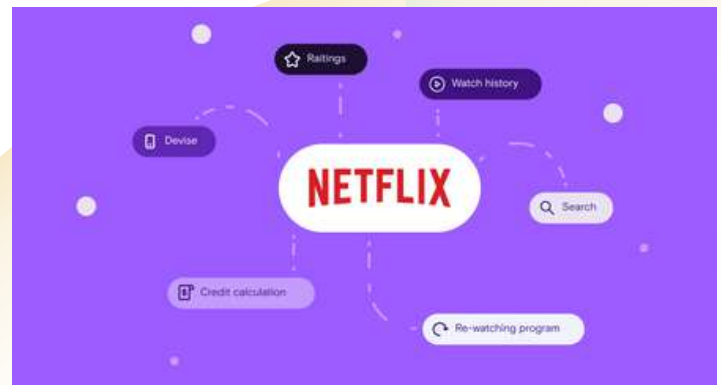 Raitings
Watch history
Devise
NETFLIX
Search
Credit calculation
Re-watching program